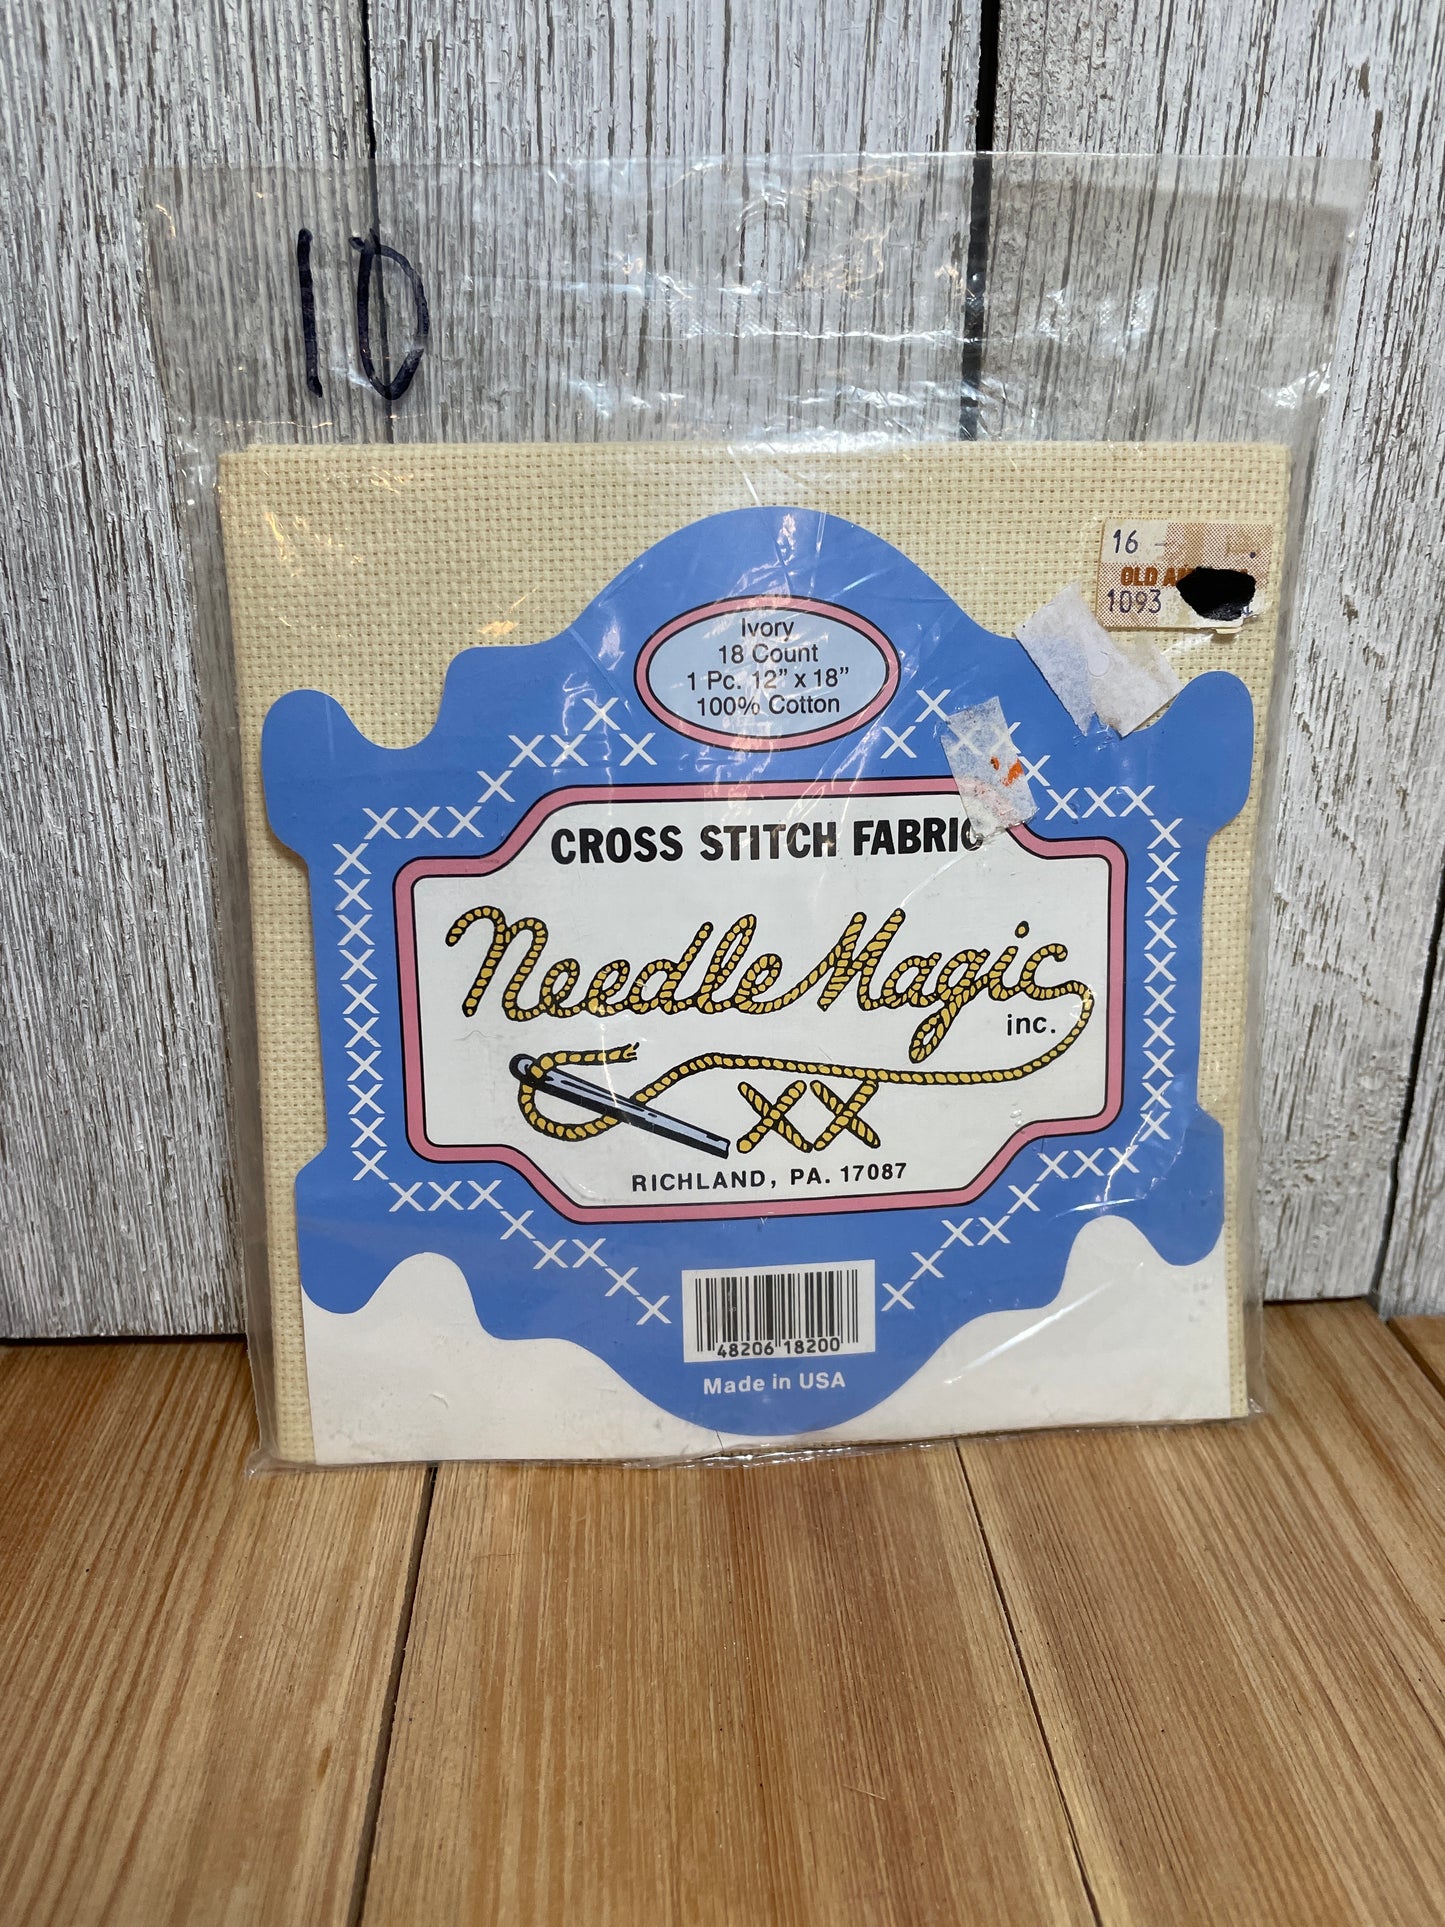 10
16
OLD
1093
Ivory
18 Count
1 Pc. 12" x 18"
100% Cotton
CROSS STITCH FABRIC
Needle Magic
inc.
XX
RICHLAND, PA. 17087
48206 18200
Made in USA